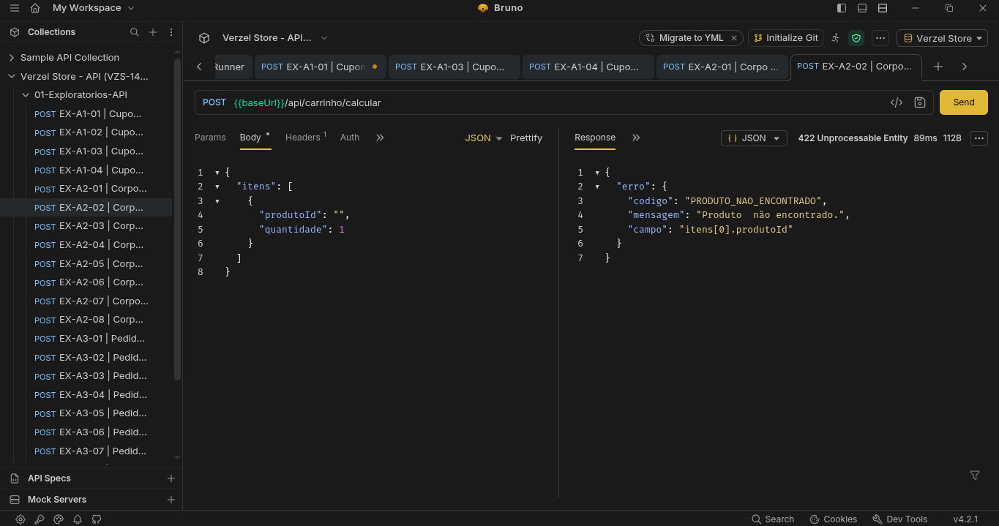 My Workspace
Bruno
Collections
Verzel Store - API...
Migrate to YML
Initialize Git
Verzel Store
Sample API Collection
Verzel Store - API (VZS-14...
01-Exploratorios-API
POST EX-A1-01 | Cupo...
POST EX-A1-02 | Cupo...
POST EX-A1-03 | Cupo...
POST EX-A1-04 | Cupo...
POST EX-A2-01 | Corpo...
POST EX-A2-02 | Corp...
POST EX-A2-03 | Corp...
POST EX-A2-04 | Corp...
POST EX-A2-05 | Corp...
POST EX-A2-06 | Corp...
POST EX-A2-07 | Corpo...
POST EX-A2-08 | Corp...
POST EX-A3-01 | Pedid...
POST EX-A3-02 | Pedid...
POST EX-A3-03 | Pedid...
POST EX-A3-04 | Pedid...
POST EX-A3-05 | Pedid...
POST EX-A3-06 | Pedid...
POST EX-A3-07 | Pedid...
API Specs
Mock Servers
Runner
POST EX-A1-01 | Cupon
POST EX-A1-03 | Cupo...
POST EX-A1-04 | Cupo...
POST EX-A2-01 | Corpo ...
POST EX-A2-02 | Corpo...
POST {{baseUrl}}/api/carrinho/calcular
Send
Params Body Headers 1 Auth JSON Prettify
1 {
2 "itens": [
3 {
4 "produtoId": "",
5 "quantidade": 1
6 }
7 ]
8 }
Response { } JSON 422 Unprocessable Entity 89ms 112B
1 {
2 "erro": {
3 "codigo": "PRODUTO_NAO_ENCONTRADO",
4 "mensagem": "Produto  não encontrado.",
5 "campo": "itens[0].produtoId"
6 }
7 }
Search Cookies Dev Tools v4.2.1